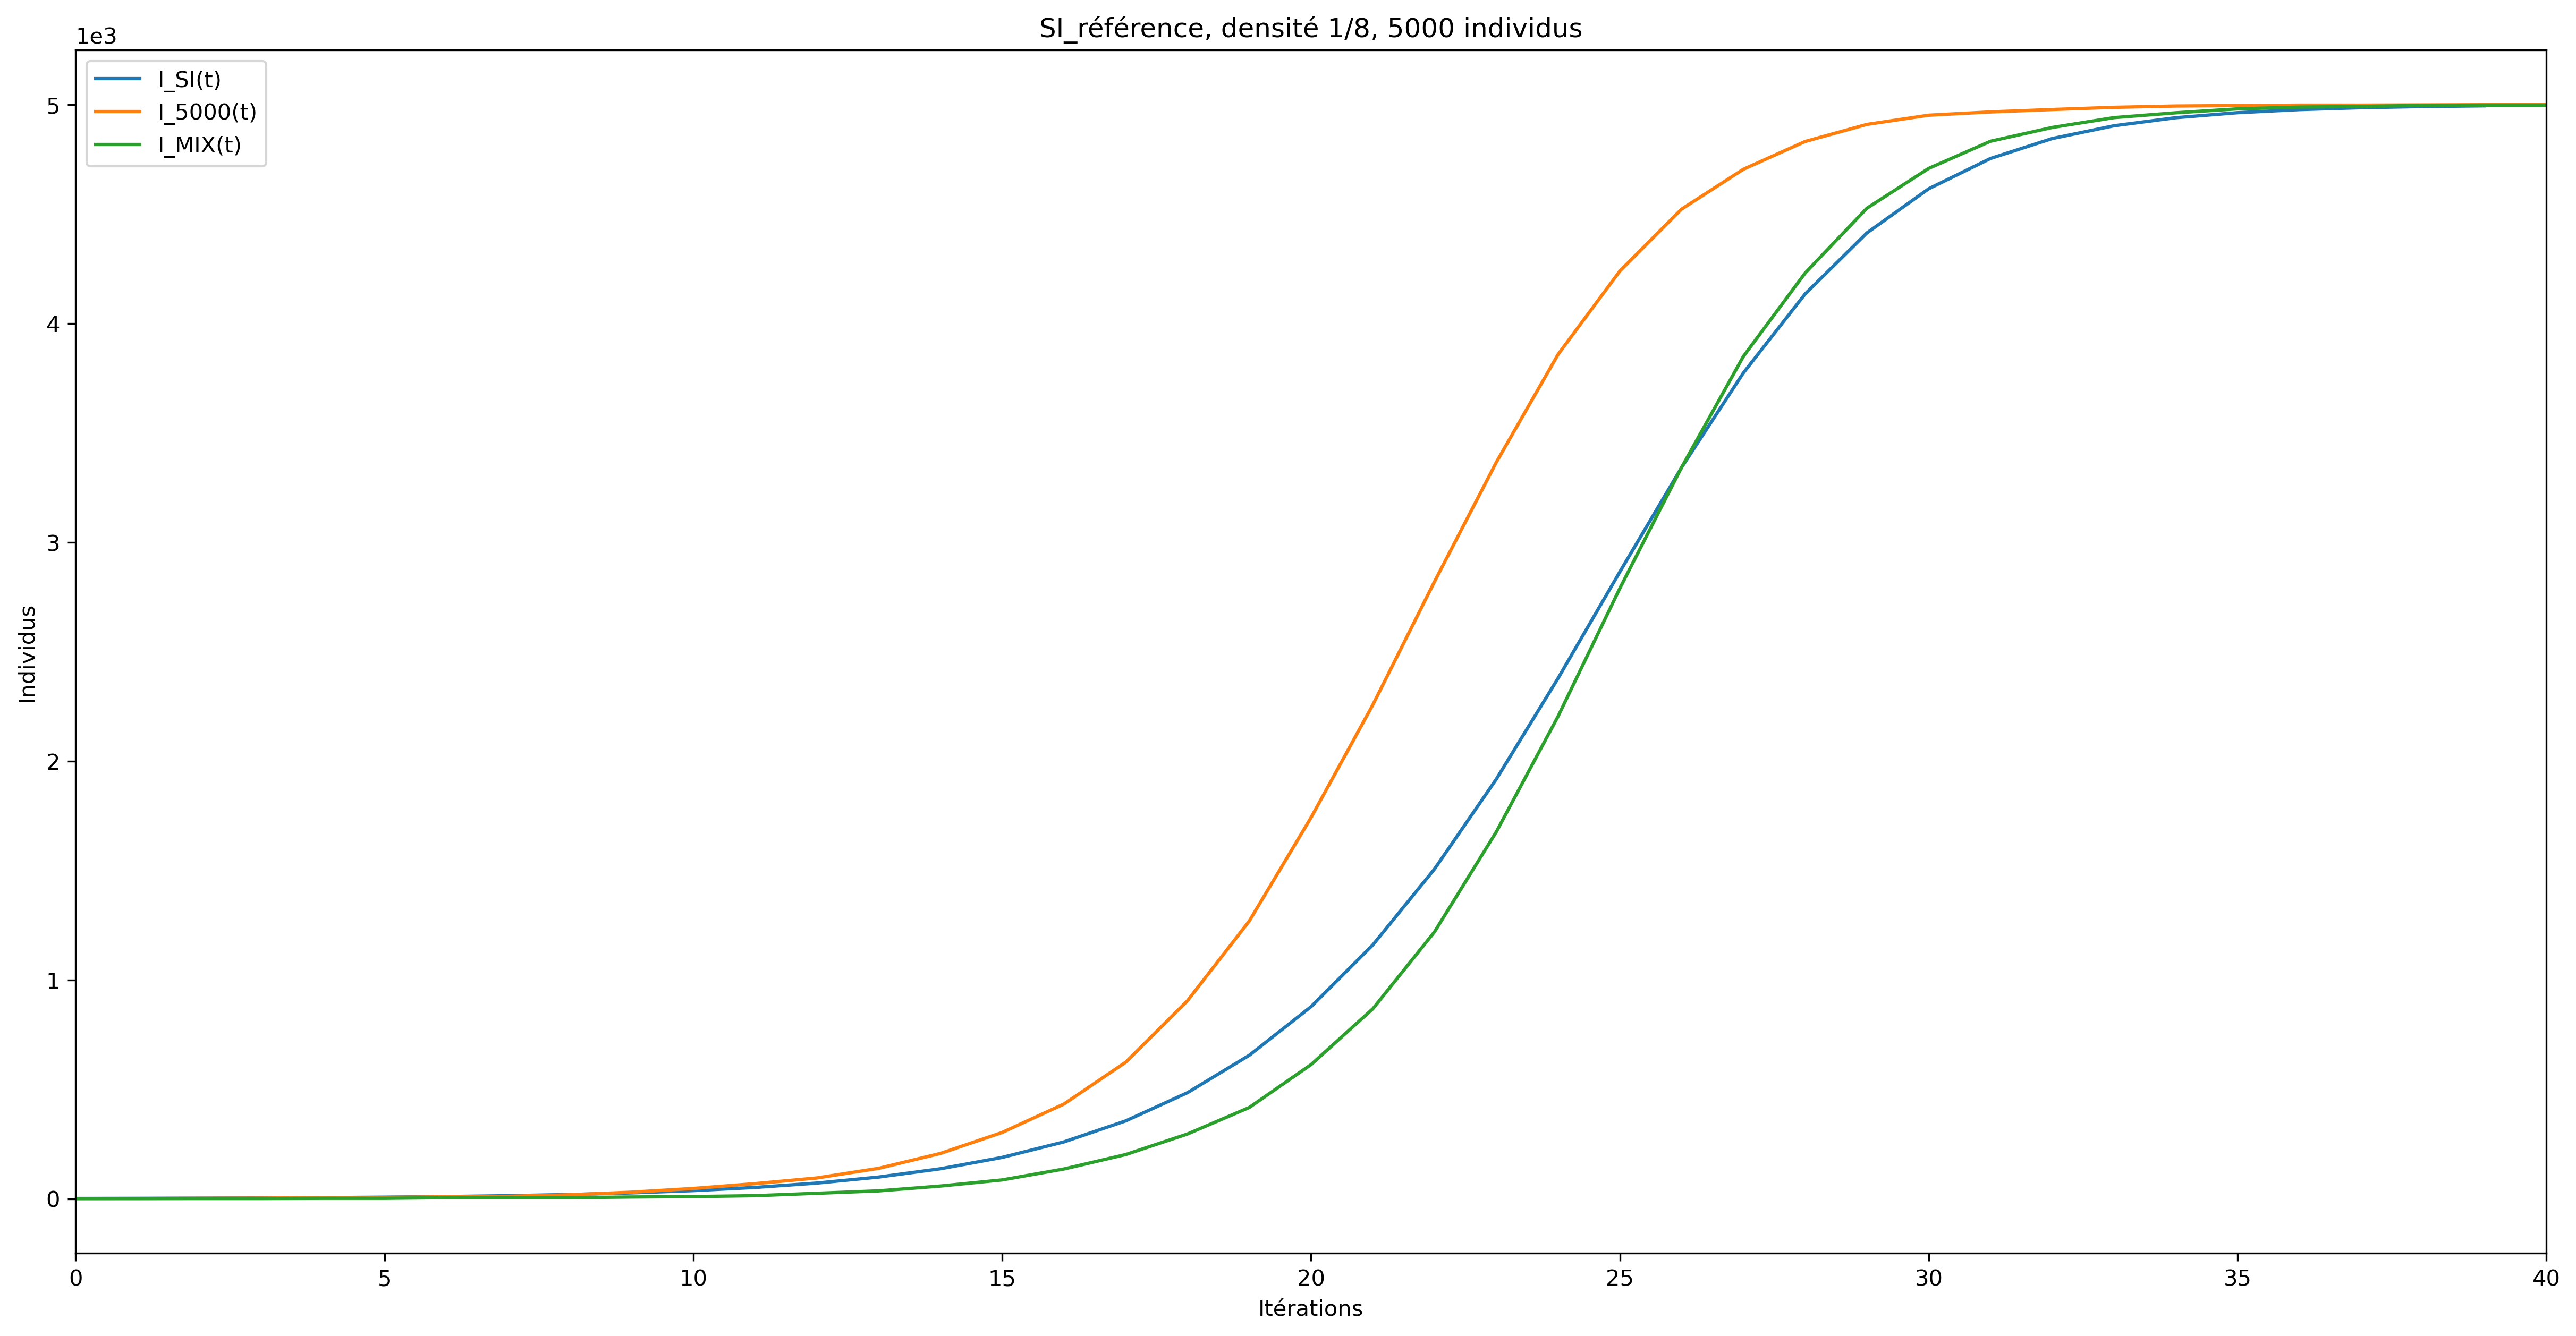 SI_référence, densité 1/8, 5000 individus
1e3
I_SI(t)
I_5000(t)
I_MIX(t)
5
4
3
2
1
0
Individus
0 5 10 15 20 25 30 35 40
Itérations